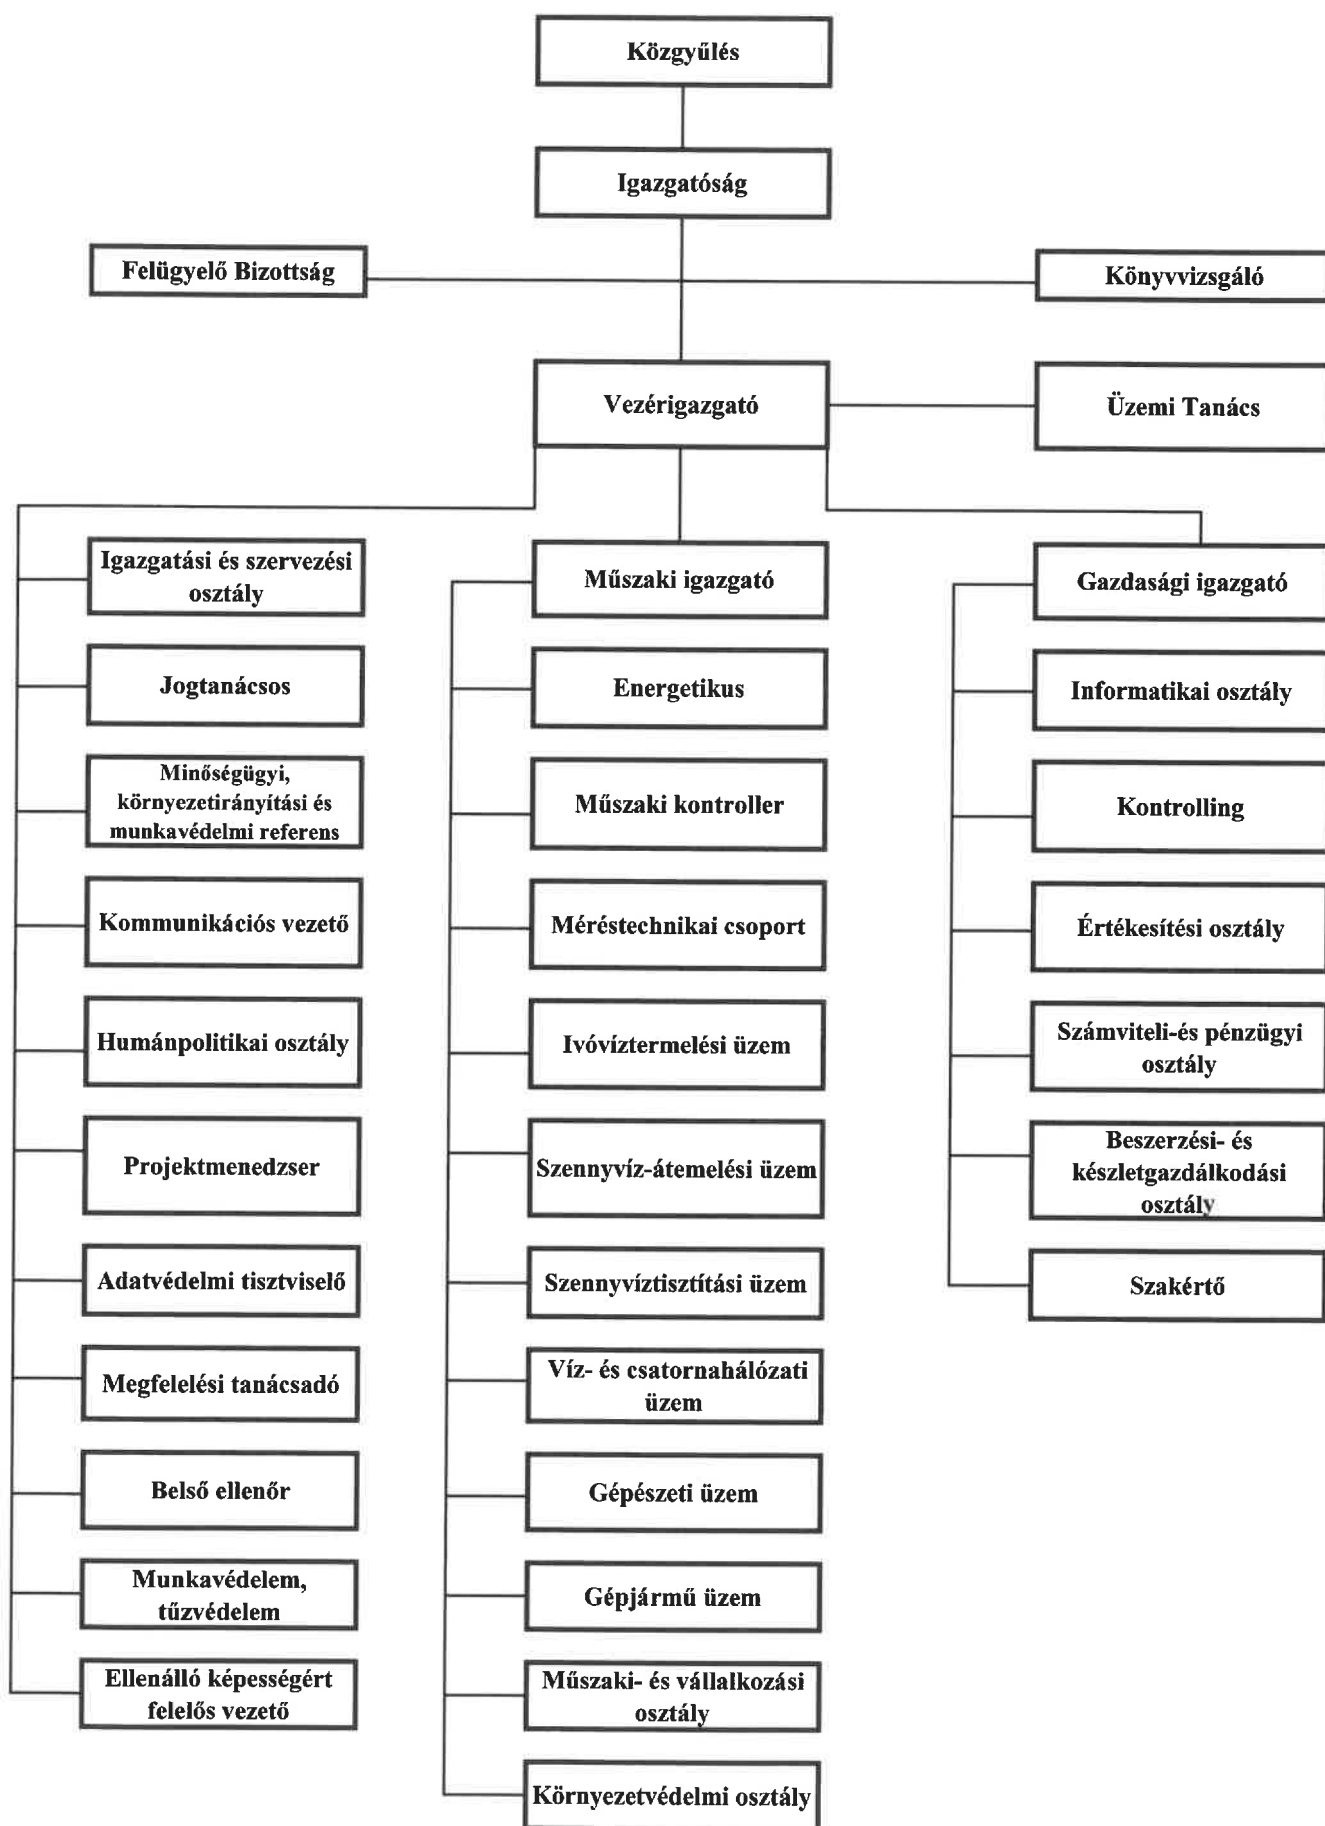 Közgyűlés
Igazgatóság
Felügyelő Bizottság
Könyvvizsgáló
Vezérigazgató
Üzemi Tanács
Igazgatási és szervezési
osztály
Jogtanácsos
Minőségügyi,
környezetirányítási és
munkavédelmi referens
Kommunikációs vezető
Humánpolitikai osztály
Projektmenedzser
Adatvédelmi tisztviselő
Megfelelési tanácsadó
Belső ellenőr
Munkavédelem,
tűzvédelem
Ellenálló képességért
felelős vezető
Műszaki igazgató
Energetikus
Műszaki kontroller
Méréstechnikai csoport
Ivóvíztermelési üzem
Szennyvíz-átemelési üzem
Szennyvíztisztítási üzem
Víz- és csatornahálózati
üzem
Gépészeti üzem
Gépjármű üzem
Műszaki- és vállalkozási
osztály
Környezetvédelmi osztály
Gazdasági igazgató
Informatikai osztály
Kontrolling
Értékesítési osztály
Számviteli-és pénzügyi
osztály
Beszerzési- és
készletgazdálkodási
osztály
Szakértő